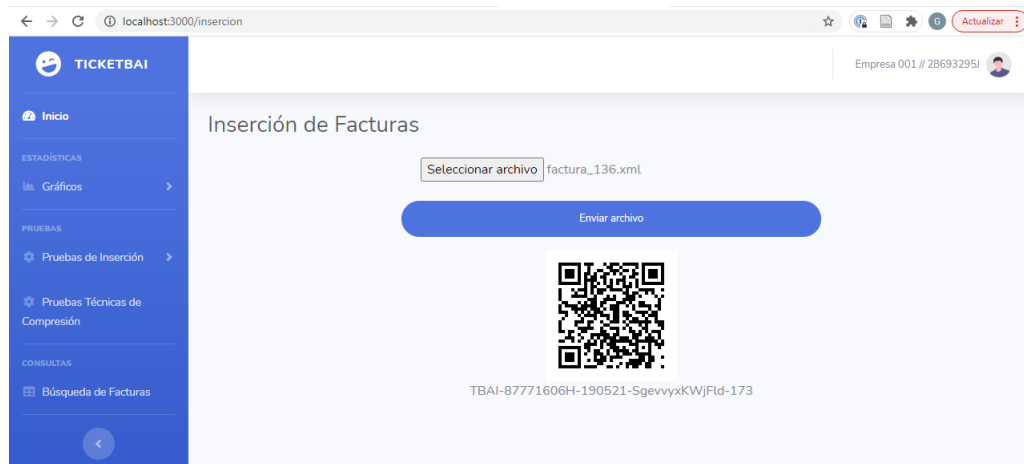 localhost:3000/insercion
G
Actualizar
TICKETBAI
Empresa 001 // 28693295J
Inicio
Inserción de Facturas
ESTADÍSTICAS
Gráficos
PRUEBAS
Pruebas de Inserción
Pruebas Técnicas de
Compresión
CONSULTAS
Búsqueda de Facturas
Seleccionar archivo factura_136.xml
Enviar archivo
TBAI-87771606H-190521-SgevvyxKWjFld-173